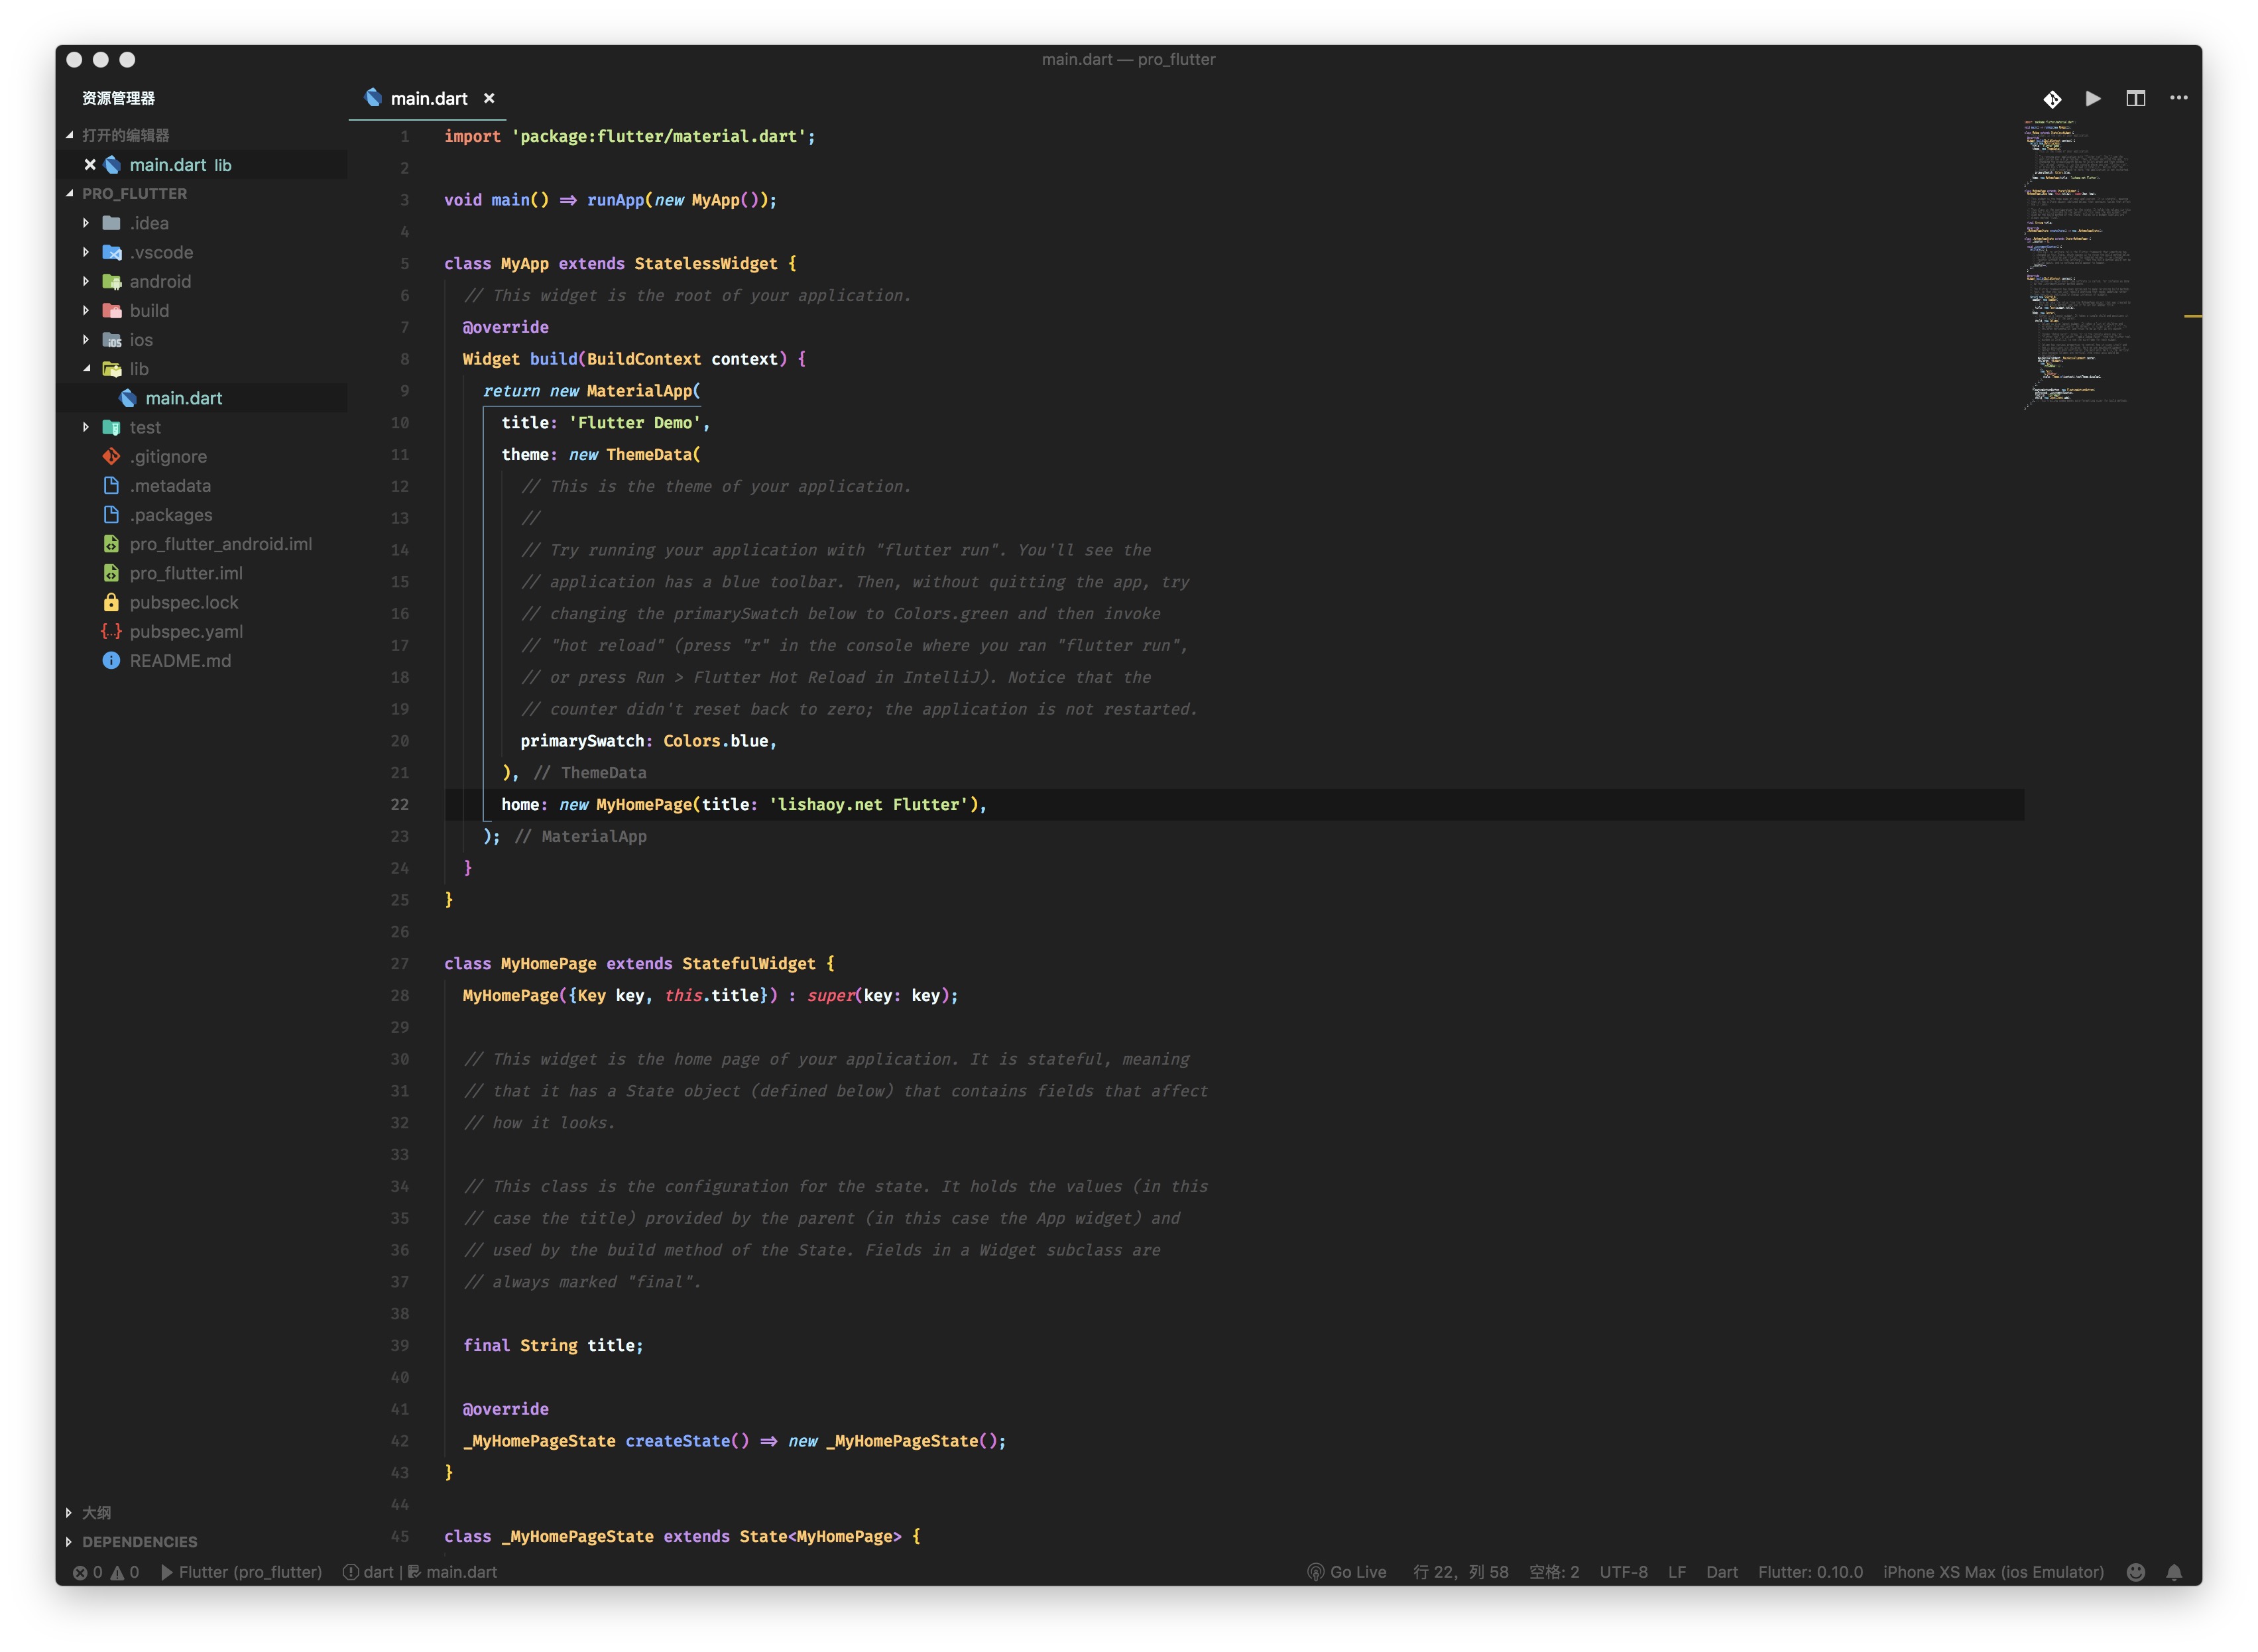 main.dart — pro_flutter
资源管理器
打开的编辑器
main.dart lib
PRO_FLUTTER
.idea
.vscode
android
build
ios
lib
main.dart
test
.gitignore
.metadata
.packages
pro_flutter_android.iml
pro_flutter.iml
pubspec.lock
pubspec.yaml
README.md
大纲
DEPENDENCIES
main.dart
1 import 'package:flutter/material.dart';
2
3 void main() => runApp(new MyApp());
4
5 class MyApp extends StatelessWidget {
6 // This widget is the root of your application.
7 @override
8 Widget build(BuildContext context) {
9 return new MaterialApp(
10 title: 'Flutter Demo',
11 theme: new ThemeData(
12 // This is the theme of your application.
13 //
14 // Try running your application with "flutter run". You'll see the
15 // application has a blue toolbar. Then, without quitting the app, try
16 // changing the primarySwatch below to Colors.green and then invoke
17 // "hot reload" (press "r" in the console where you ran "flutter run",
18 // or press Run > Flutter Hot Reload in IntelliJ). Notice that the
19 // counter didn't reset back to zero; the application is not restarted.
20 primarySwatch: Colors.blue,
21 ), // ThemeData
22 home: new MyHomePage(title: 'lishaoy.net Flutter'),
23 ); // MaterialApp
24 }
25 }
26
27 class MyHomePage extends StatefulWidget {
28 MyHomePage({Key key, this.title}) : super(key: key);
29
30 // This widget is the home page of your application. It is stateful, meaning
31 // that it has a State object (defined below) that contains fields that affect
32 // how it looks.
33
34 // This class is the configuration for the state. It holds the values (in this
35 // case the title) provided by the parent (in this case the App widget) and
36 // used by the build method of the State. Fields in a Widget subclass are
37 // always marked "final".
38
39 final String title;
40
41 @override
42 _MyHomePageState createState() => new _MyHomePageState();
43 }
44
45 class _MyHomePageState extends State<MyHomePage> {
0 0 Flutter (pro_flutter) dart | main.dart Go Live 行 22，列 58 空格: 2 UTF-8 LF Dart Flutter: 0.10.0 iPhone XS Max (ios Emulator)